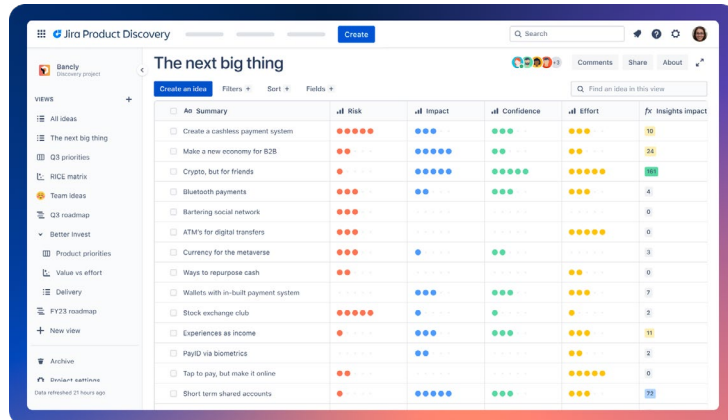 Jira Product Discovery
Create
Search
Bancly
Discovery project
The next big thing
+3
Comments
Share
About
Create an idea
Filters +
Sort +
Fields +
Find an idea in this view
VIEWS +
All ideas
The next big thing
Q3 priorities
RICE matrix
Team Ideas
Q3 roadmap
Better Invest
Product priorities
Value vs effort
Delivery
FY23 roadmap
+ New view
Archive
Project settings
Data refreshed 21 hours ago
Aa Summary Risk Impact Confidence Effort fx Insights impact
Create a cashless payment system 10
Make a new economy for B2B 24
Crypto, but for friends 161
Bluetooth payments 4
Bartering social network 0
ATM's for digital transfers 0
Currency for the metaverse 3
Ways to repurpose cash 0
Wallets with in-built payment system 7
Stock exchange club 2
Experiences as income 11
PayID via biometrics 2
Tap to pay, but make it online 0
Short term shared accounts 72